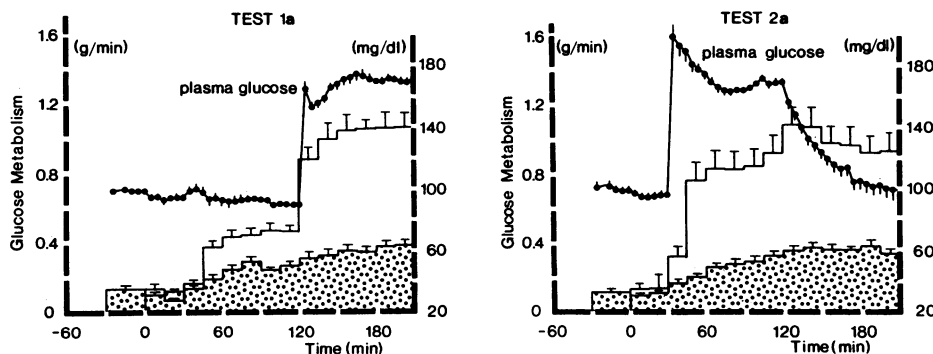 TEST 1a
1.6 (g/min) (mg/dl)
180
plasma glucose
1.2
140
Glucose Metabolism
0.8
100
0.4
60
0
20
-60 0 60 120 180
Time (min)
TEST 2a
1.6 (g/min) (mg/dl) 200
plasma glucose
180
1.2
140
Glucose Metabolism
0.8
100
0.4
60
0
20
-60 0 60 120 180
Time (min)